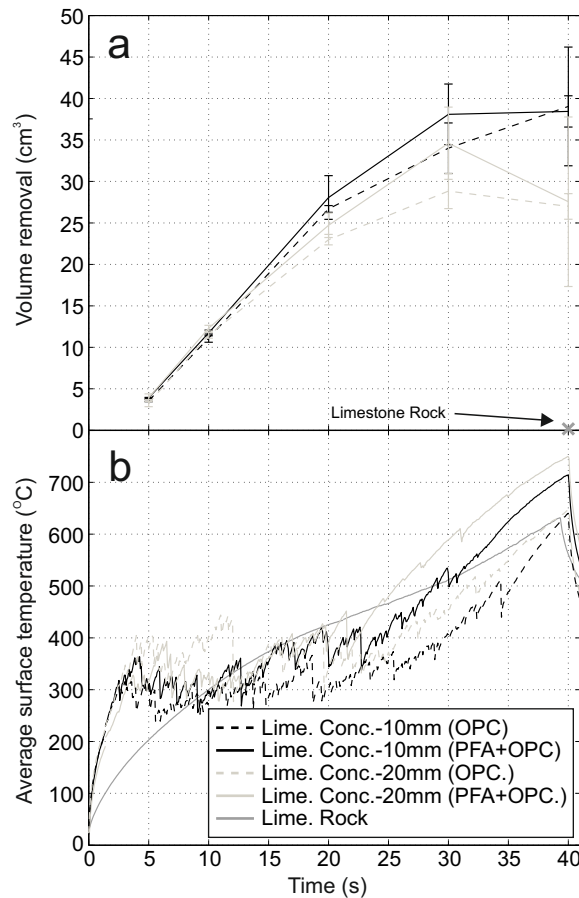 a
50
45
40
35
30
25
20
15
10
5
0
Volume removal (cm³)
Limestone Rock
b
700
600
500
400
300
200
100
0
Average surface temperature (°C)
Lime. Conc.-10mm (OPC)
Lime. Conc.-10mm (PFA+OPC)
Lime. Conc.-20mm (OPC.)
Lime. Conc.-20mm (PFA+OPC.)
Lime. Rock
0 5 10 15 20 25 30 35 40
Time (s)